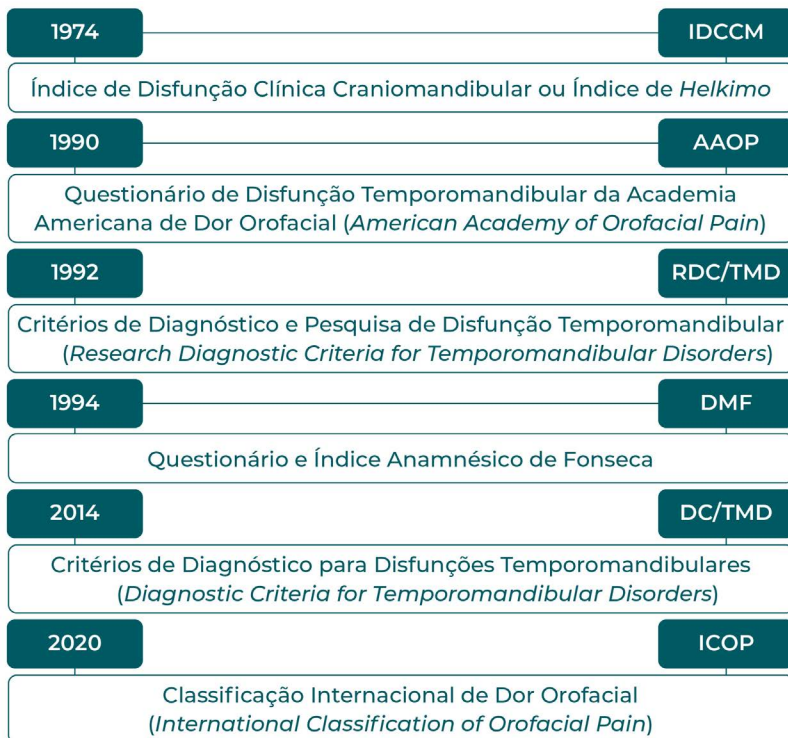 1974 IDCCM
Índice de Disfunção Clínica Craniomandibular ou Índice de Helkimo
1990 AAOP
Questionário de Disfunção Temporomandibular da Academia
Americana de Dor Orofacial (American Academy of Orofacial Pain)
1992 RDC/TMD
Critérios de Diagnóstico e Pesquisa de Disfunção Temporomandibular
(Research Diagnostic Criteria for Temporomandibular Disorders)
1994 DMF
Questionário e Índice Anamnésico de Fonseca
2014 DC/TMD
Critérios de Diagnóstico para Disfunções Temporomandibulares
(Diagnostic Criteria for Temporomandibular Disorders)
2020 ICOP
Classificação Internacional de Dor Orofacial
(International Classification of Orofacial Pain)